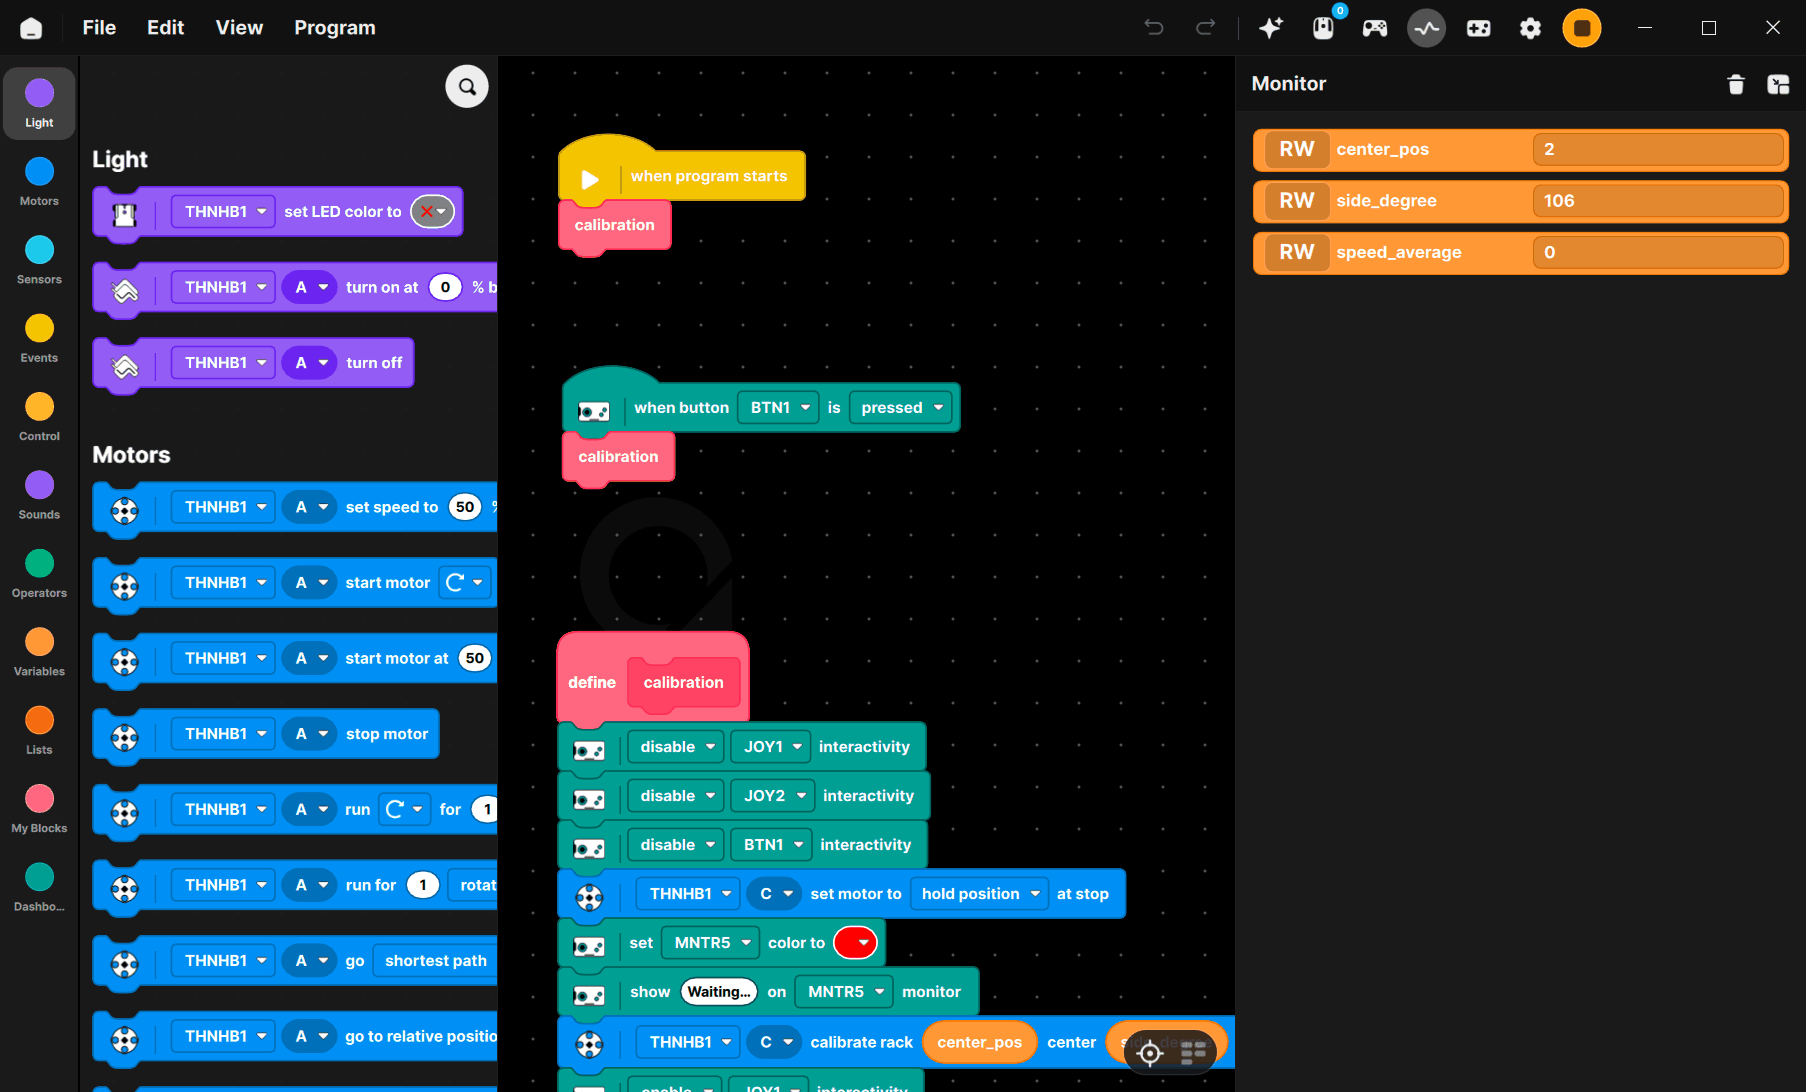 File Edit View Program
0
Light
Motors
Sensors
Events
Control
Sounds
Operators
Variables
Lists
My Blocks
Dashbo...
Light
THNHB1 set LED color to
THNHB1 A turn on at 0 % b
THNHB1 A turn off
Motors
THNHB1 A set speed to 50 %
THNHB1 A start motor
THNHB1 A start motor at 50
THNHB1 A stop motor
THNHB1 A run for 1
THNHB1 A run for 1 rotat
THNHB1 A go shortest path
THNHB1 A go to relative positio
when program starts
calibration
when button BTN1 is pressed
calibration
define calibration
disable JOY1 interactivity
disable JOY2 interactivity
disable BTN1 interactivity
THNHB1 C set motor to hold position at stop
set MNTR5 color to
show Waiting... on MNTR5 monitor
THNHB1 C calibrate rack center_pos center
enable JOY1 interactivity
Monitor
RW center_pos 2
RW side_degree 106
RW speed_average 0